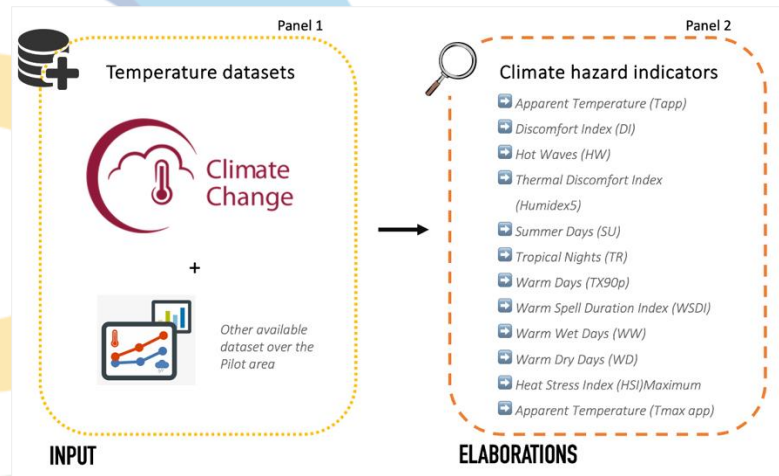 Panel 1
Temperature datasets
Climate
Change
+
Other available
dataset over the
Pilot area
INPUT
Panel 2
Climate hazard indicators
Apparent Temperature (Tapp)
Discomfort Index (DI)
Hot Waves (HW)
Thermal Discomfort Index
(Humidex5)
Summer Days (SU)
Tropical Nights (TR)
Warm Days (TX90p)
Warm Spell Duration Index (WSDI)
Warm Wet Days (WW)
Warm Dry Days (WD)
Heat Stress Index (HSI)Maximum
Apparent Temperature (Tmax app)
ELABORATIONS